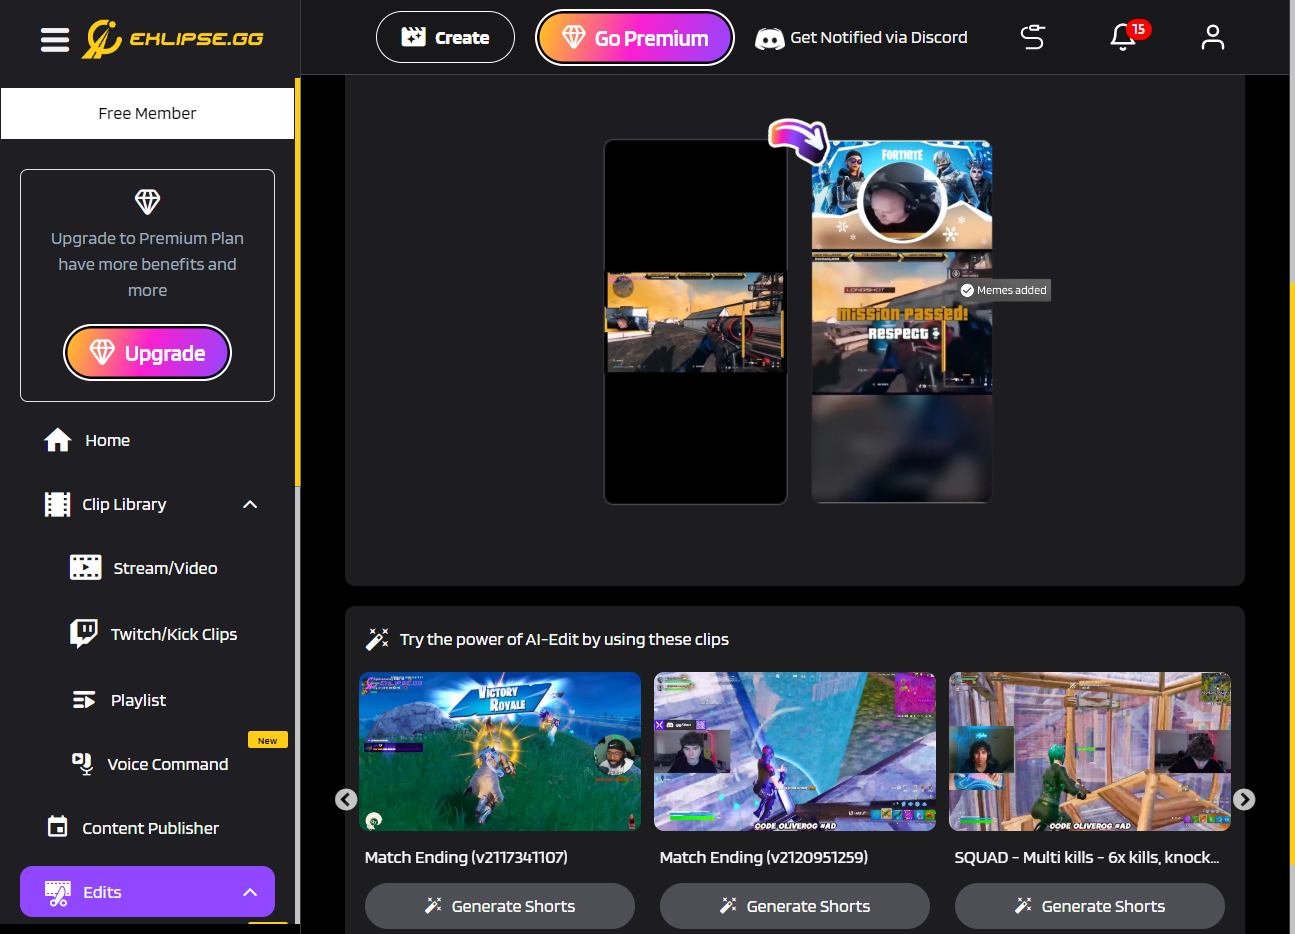 EKLIPSE.GG
Create
Go Premium
Get Notified via Discord
15
Free Member
Upgrade to Premium Plan
have more benefits and
more
Upgrade
Home
Clip Library
Stream/Video
Twitch/Kick Clips
Playlist
New
Voice Command
Content Publisher
Edits
FORTNITE
LONGSHOT
Memes added
mission passed!
RESPECT +
Try the power of AI-Edit by using these clips
EKLIPSE.GG
VICTORY
ROYALE
CODE OLIVEROG #AD
CODE OLIVEROG #AD
Match Ending (v2117341107)
Match Ending (v2120951259)
SQUAD - Multi kills - 6x kills, knock...
Generate Shorts
Generate Shorts
Generate Shorts